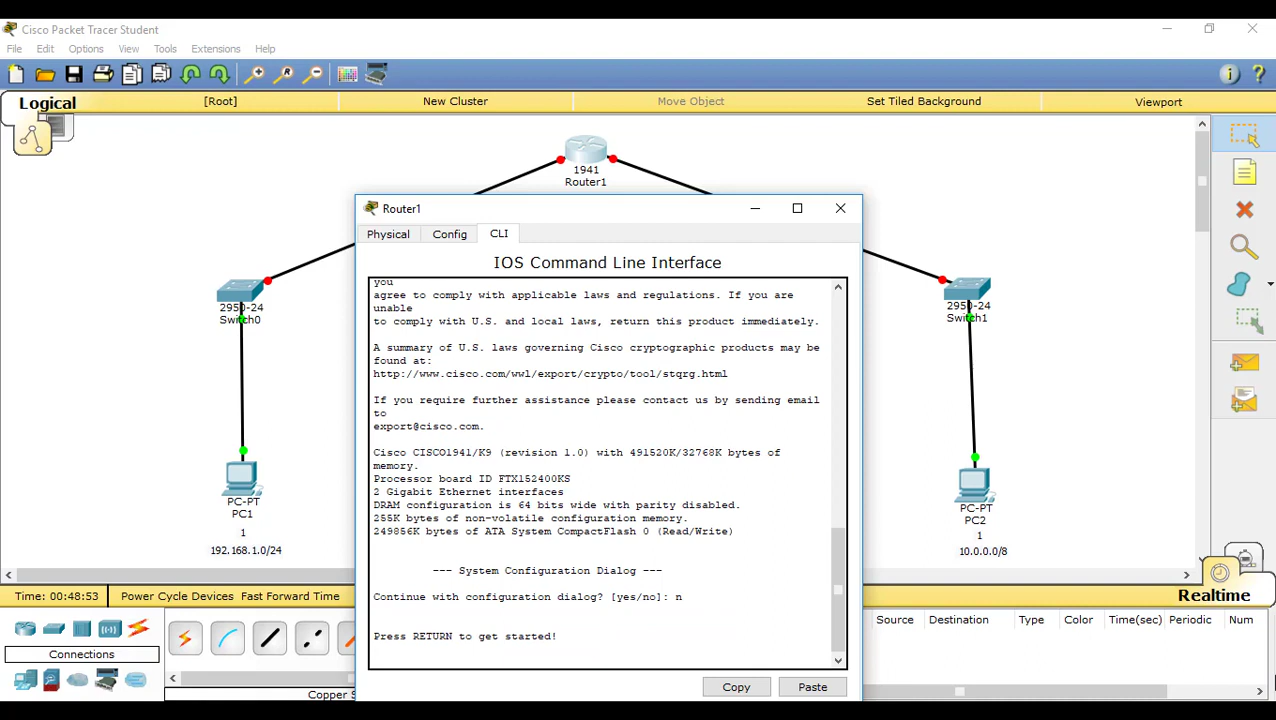 Cisco Packet Tracer Student
File Edit Options View Tools Extensions Help
Logical [Root] New Cluster Move Object Set Tiled Background Viewport
1941
Router1
Router1
Physical Config CLI
IOS Command Line Interface
you
agree to comply with applicable laws and regulations. If you are
unable
to comply with U.S. and local laws, return this product immediately.
A summary of U.S. laws governing Cisco cryptographic products may be
found at:
http://www.cisco.com/wwl/export/crypto/tool/stqrg.html
If you require further assistance please contact us by sending email
to
export@cisco.com.
Cisco CISCO1941/K9 (revision 1.0) with 491520K/32768K bytes of
memory.
Processor board ID FTX152400KS
2 Gigabit Ethernet interfaces
DRAM configuration is 64 bits wide with parity disabled.
255K bytes of non-volatile configuration memory.
249856K bytes of ATA System CompactFlash 0 (Read/Write)
--- System Configuration Dialog ---
Continue with configuration dialog? [yes/no]: n
Press RETURN to get started!
Copy Paste
2950-24
Switch0
PC-PT
PC1
1
192.168.1.0/24
2950-24
Switch1
PC-PT
PC2
1
10.0.0.0/8
Time: 00:48:53 Power Cycle Devices Fast Forward Time Realtime
Connections
Copper S
Source Destination Type Color Time(sec) Periodic Num